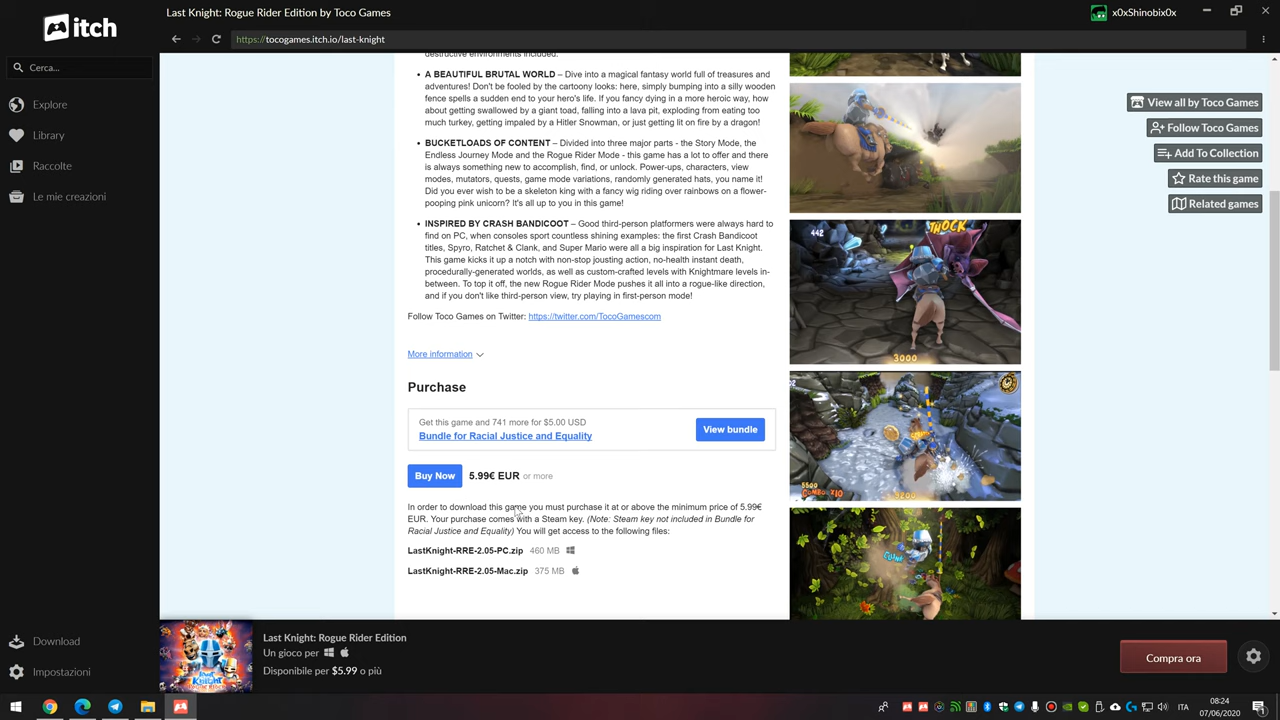 Last Knight: Rogue Rider Edition by Toco Games
x0xShinobix0x
itch
https://tocogames.itch.io/last-knight
Cerca...
Explore
Library
Raccolte
Le mie creazioni
Download
Impostazioni
destructive environments included.
• A BEAUTIFUL BRUTAL WORLD – Dive into a magical fantasy world full of treasures and
adventures! Don't be fooled by the cartoony looks: here, simply bumping into a silly wooden
fence spells a sudden end to your hero's life. If you fancy dying in a more heroic way, how
about getting swallowed by a giant toad, falling into a lava pit, exploding from eating too
much turkey, getting impaled by a Hitler Snowman, or just getting lit on fire by a dragon!
• BUCKETLOADS OF CONTENT – Divided into three major parts - the Story Mode, the
Endless Journey Mode and the Rogue Rider Mode - this game has a lot to offer and there
is always something new to accomplish, find, or unlock. Power-ups, characters, view
modes, mutators, quests, game mode variations, randomly generated hats, you name it!
Did you ever wish to be a skeleton king with a fancy wig riding over rainbows on a flower-
pooping pink unicorn? It's all up to you in this game!
• INSPIRED BY CRASH BANDICOOT – Good third-person platformers were always hard to
find on PC, when consoles sport countless shining examples: the first Crash Bandicoot
titles, Spyro, Ratchet & Clank, and Super Mario were all a big inspiration for Last Knight.
This game kicks it up a notch with non-stop jousting action, no-health instant death,
procedurally-generated worlds, as well as custom-crafted levels with Knightmare levels in-
between. To top it off, the new Rogue Rider Mode pushes it all into a rogue-like direction,
and if you don't like third-person view, try playing in first-person mode!
Follow Toco Games on Twitter: https://twitter.com/TocoGamescom
More information
Purchase
Get this game and 741 more for $5.00 USD
Bundle for Racial Justice and Equality
View bundle
Buy Now 5.99€ EUR or more
In order to download this game you must purchase it at or above the minimum price of 5.99€
EUR. Your purchase comes with a Steam key. (Note: Steam key not included in Bundle for
Racial Justice and Equality) You will get access to the following files:
LastKnight-RRE-2.05-PC.zip 460 MB
LastKnight-RRE-2.05-Mac.zip 375 MB
442
THOCK
3000
5500
COMBO X10
3200
CLING
View all by Toco Games
Follow Toco Games
Add To Collection
Rate this game
Related games
Last Knight: Rogue Rider Edition
Un gioco per
Disponibile per $5.99 o più
Compra ora
ITA
08:24
07/06/2020